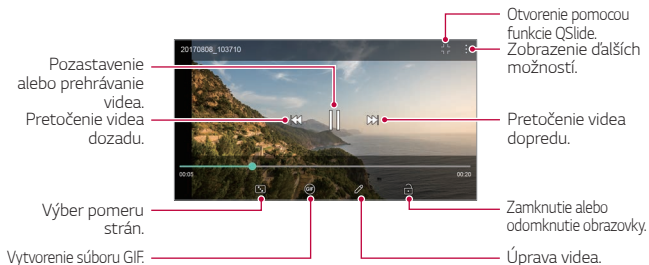 Otvorenie pomocou
funkcie QSlide.
Zobrazenie ďalších
možností.
20170808_103710
Pozastavenie
alebo prehrávanie
videa.
Pretočenie videa
dozadu.
Pretočenie videa
dopredu.
00:05
00:20
GIF
Výber pomeru
strán.
Zamknutie alebo
odomknutie obrazovky.
Vytvorenie súboru GIF.
Úprava videa.